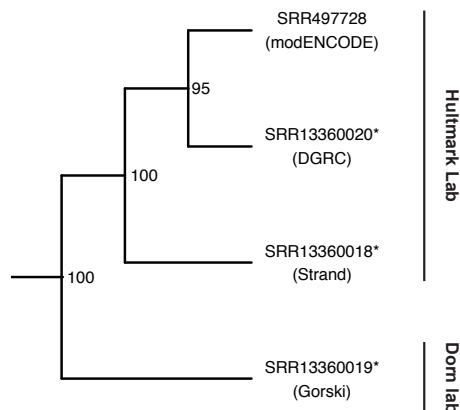 SRR497728
(modENCODE)
95
SRR13360020*
(DGRC)
100
SRR13360018*
(Strand)
100
SRR13360019*
(Gorski)
Hultmark Lab
Dorn lab